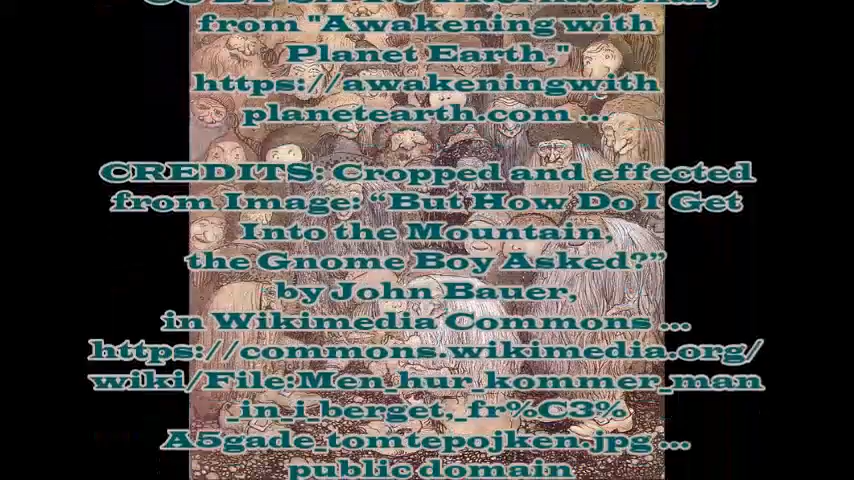 from "Awakening with
Planet Earth,"
https://awakeningwith
planetearth.com ...
CREDITS: Cropped and effected
from Image: “But How Do I Get
Into the Mountain,
the Gnome Boy Asked?”
by John Bauer,
in Wikimedia Commons ...
https://commons.wikimedia.org/
wiki/File:Men_hur_kommer_man
_in_i_berget,_fr%C3%
A5gade_tomtepojken.jpg ...
public domain